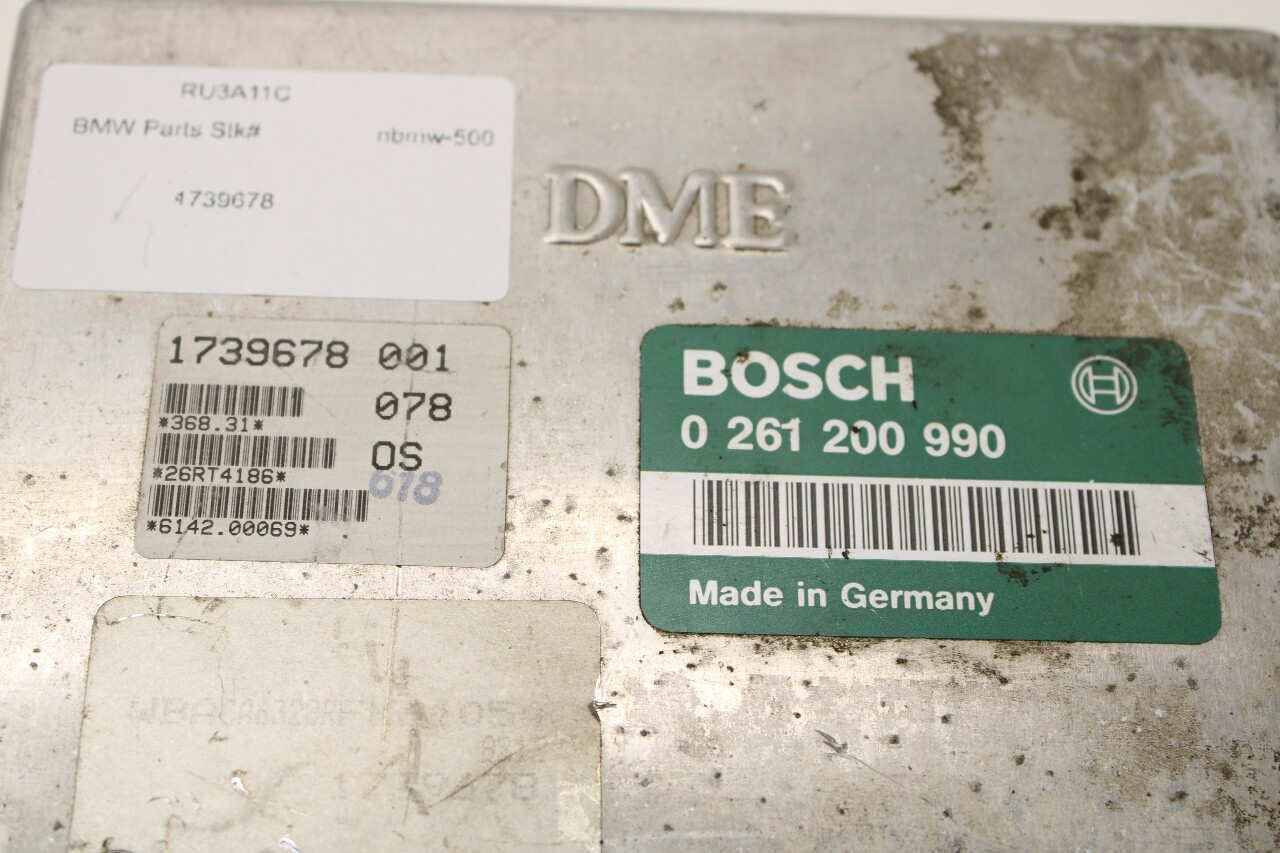 RU3A11C
BMW Parts Stk# nbmw-500
1739678
DME
1739678 001
078
*368.31*
OS
*26RT4186*
678
*6142.00069*
BOSCH
0 261 200 990
Made in Germany